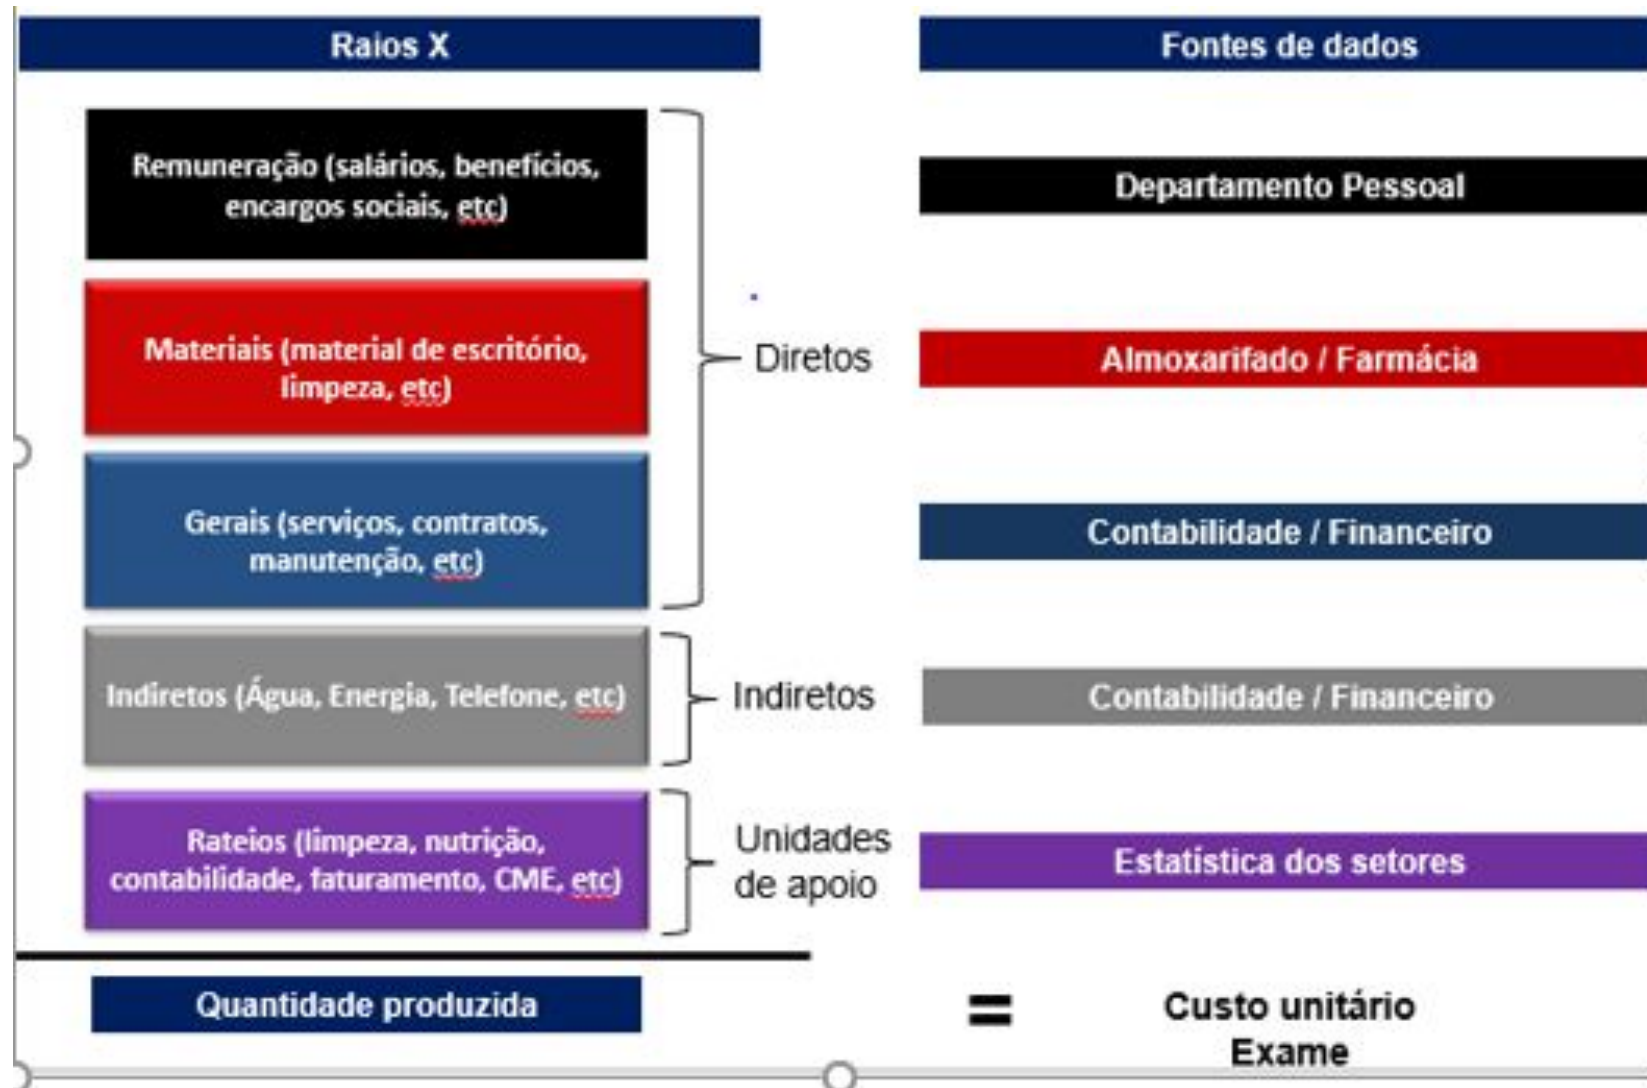 Raios X
Fontes de dados
Remuneração (salários, benefícios,
encargos sociais, etc)
Departamento Pessoal
Materiais (material de escritório,
limpeza, etc)
Diretos
Almoxarifado / Farmácia
Gerais (serviços, contratos,
manutenção, etc)
Contabilidade / Financeiro
Indiretos (Água, Energia, Telefone, etc)
Indiretos
Contabilidade / Financeiro
Rateios (limpeza, nutrição,
contabilidade, faturamento, CME, etc)
Unidades
de apoio
Estatística dos setores
Quantidade produzida
=
Custo unitário
Exame